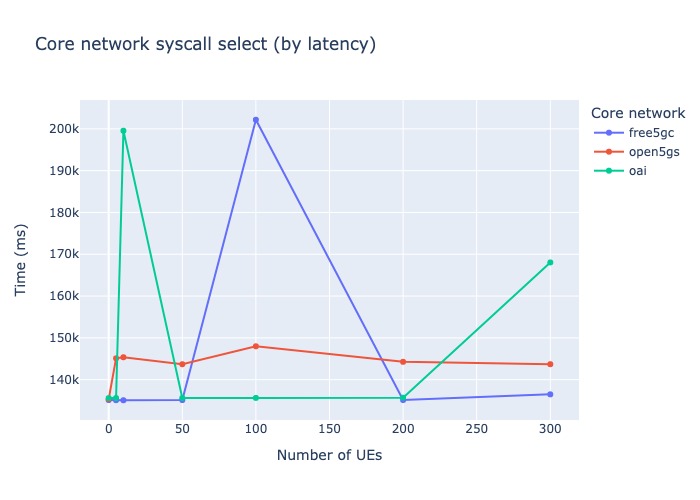 Core network syscall select (by latency)
Core network
free5gc
open5gs
oai
200k
190k
180k
170k
160k
150k
140k
Time (ms)
0 50 100 150 200 250 300
Number of UEs